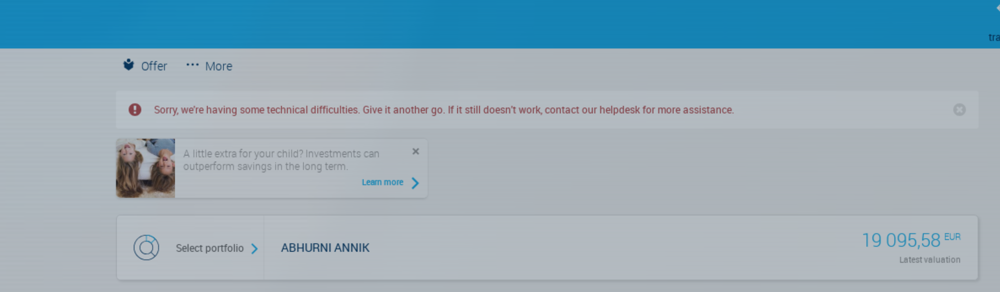 tra
Offer
More
Sorry, we're having some technical difficulties. Give it another go. If it still doesn't work, contact our helpdesk for more assistance.
A little extra for your child? Investments can
outperform savings in the long term.
Learn more
Select portfolio
ABHURNI ANNIK
19 095,58 EUR
Latest valuation